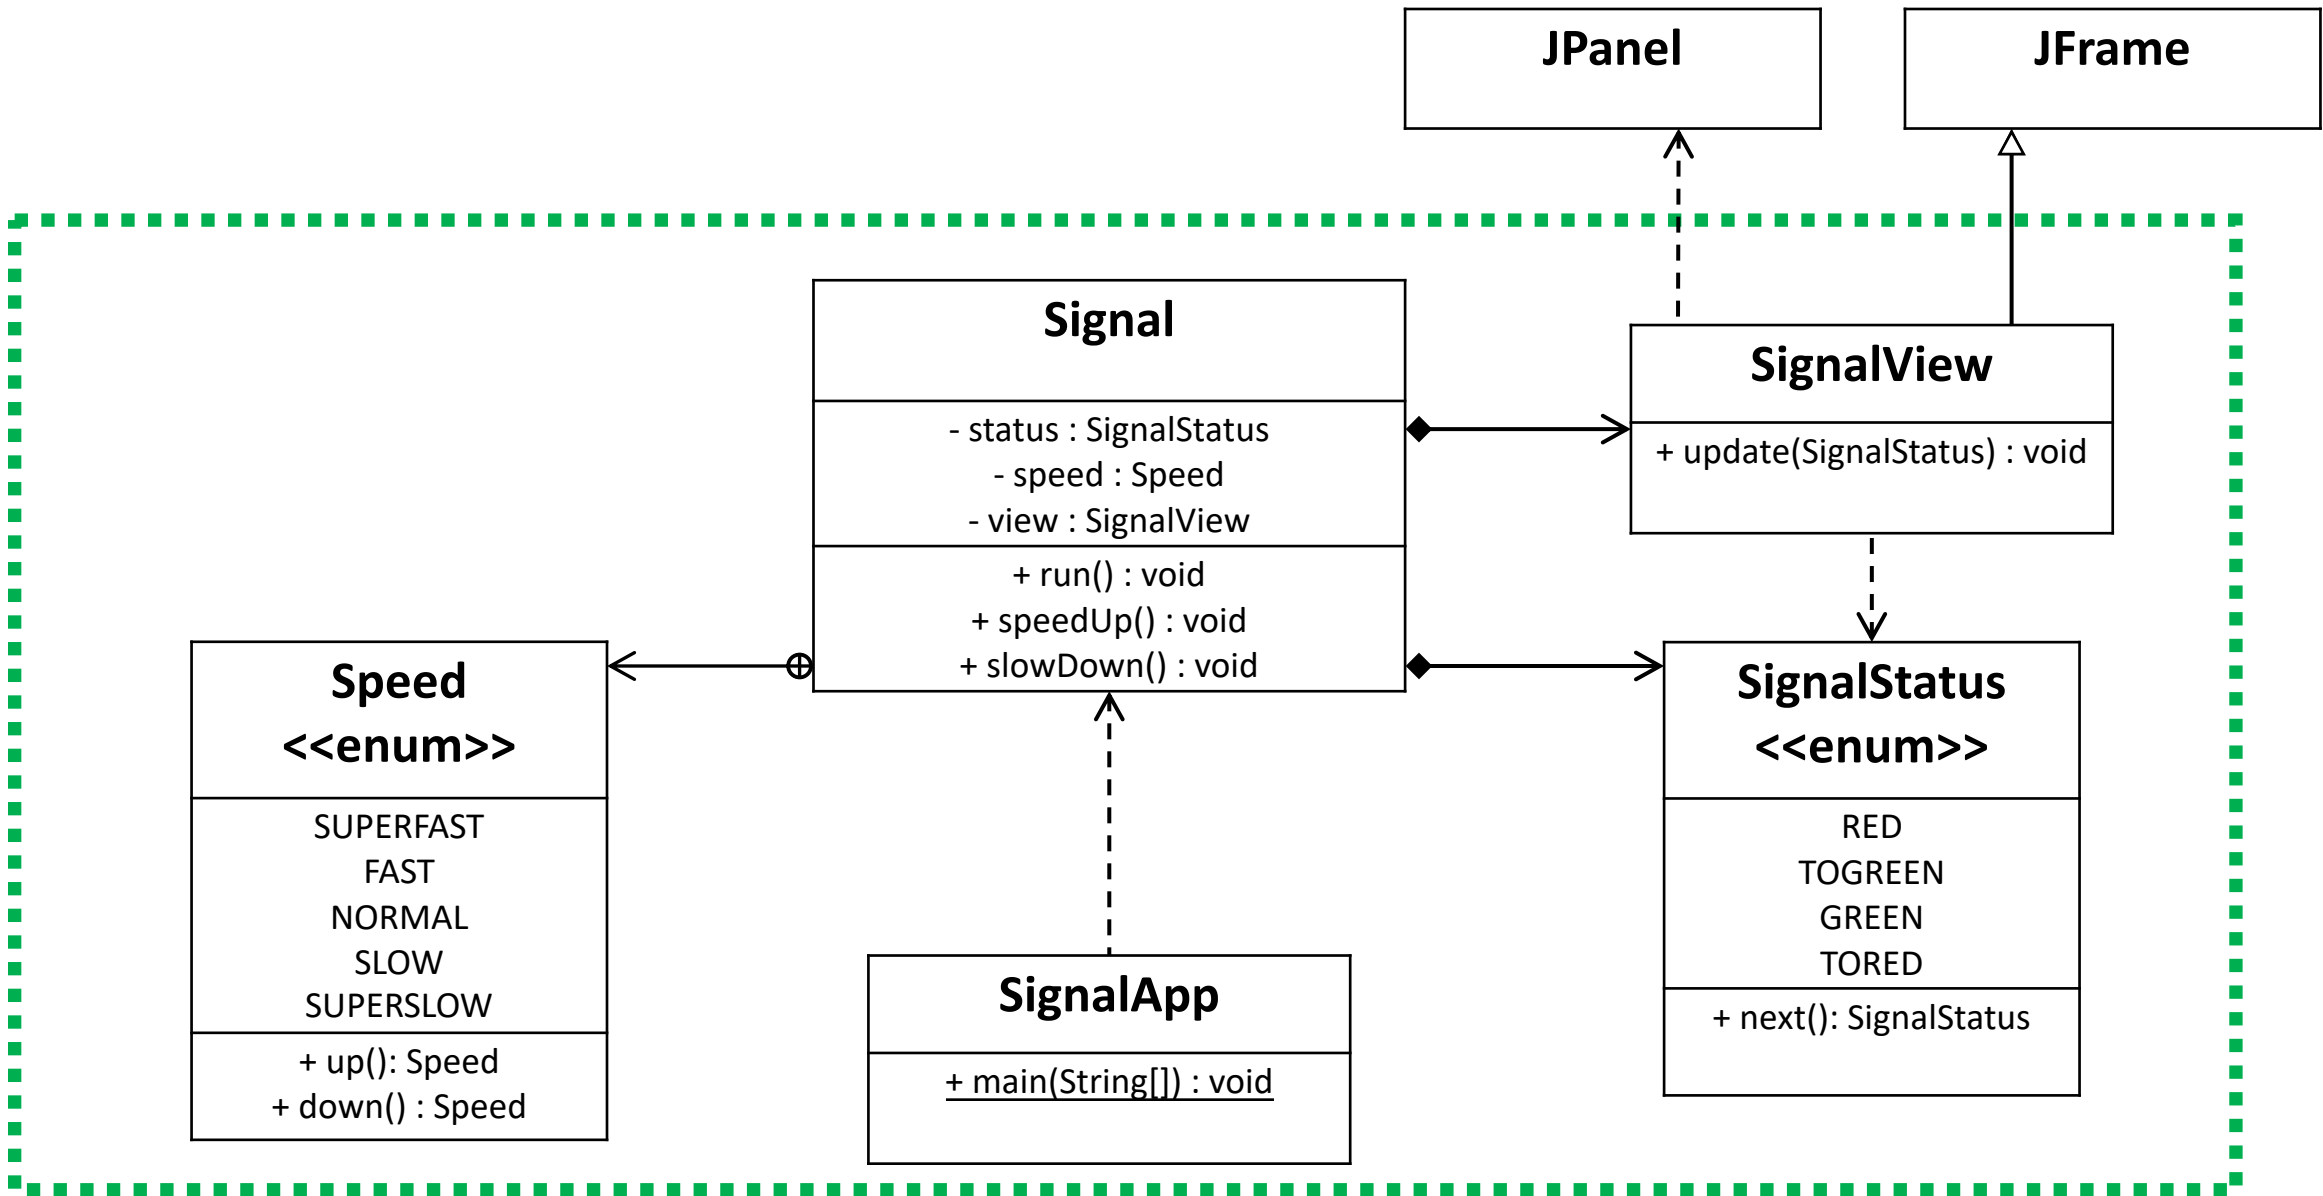 JPanel
JFrame
Signal
- status : SignalStatus
- speed : Speed
- view : SignalView
+ run() : void
+ speedUp() : void
+ slowDown() : void
SignalView
+ update(SignalStatus) : void
Speed
<<enum>>
SUPERFAST
FAST
NORMAL
SLOW
SUPERSLOW
+ up(): Speed
+ down() : Speed
SignalApp
+ main(String[]) : void
SignalStatus
<<enum>>
RED
TOGREEN
GREEN
TORED
+ next(): SignalStatus